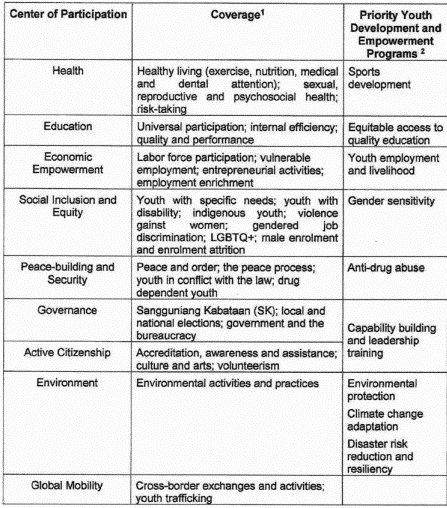 Center of Participation
Coverage1
Priority Youth
Development and
Empowerment
Programs 2
Health
Healthy living (exercise, nutrition, medical
and dental attention); sexual,
reproductive and psychosocial health;
risk-taking
Sports
development
Education
Universal participation; internal efficiency;
quality and performance
Equitable access to
quality education
Economic
Empowerment
Labor force participation; vulnerable
employment; entrepreneurial activities;
employment enrichment
Youth employment
and livelihood
Social Inclusion and
Equity
Youth with specific needs; youth with
disability; indigenous youth; violence
gainst women; gendered job
discrimination; LGBTQ+; male enrolment
and enrolment attrition
Gender sensitivity
Peace-building and
Security
Peace and order; the peace process;
youth in conflict with the law; drug
dependent youth
Anti-drug abuse
Governance
Sangguniang Kabataan (SK); local and
national elections; government and the
bureaucracy
Capability building
and leadership
training
Active Citizenship
Accreditation, awareness and assistance;
culture and arts; volunteerism
Environment
Environmental activities and practices
Environmental
protection
Climate change
adaptation
Disaster risk
reduction and
resiliency
Global Mobility
Cross-border exchanges and activities;
youth trafficking